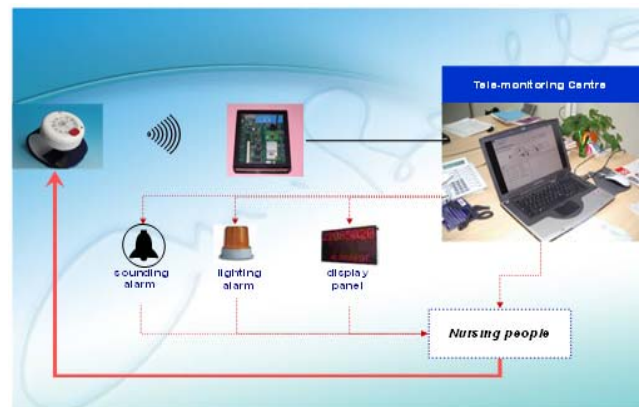 Tele-monitoring Centre
sounding
alarm
lighting
alarm
display
panel
Nursing people